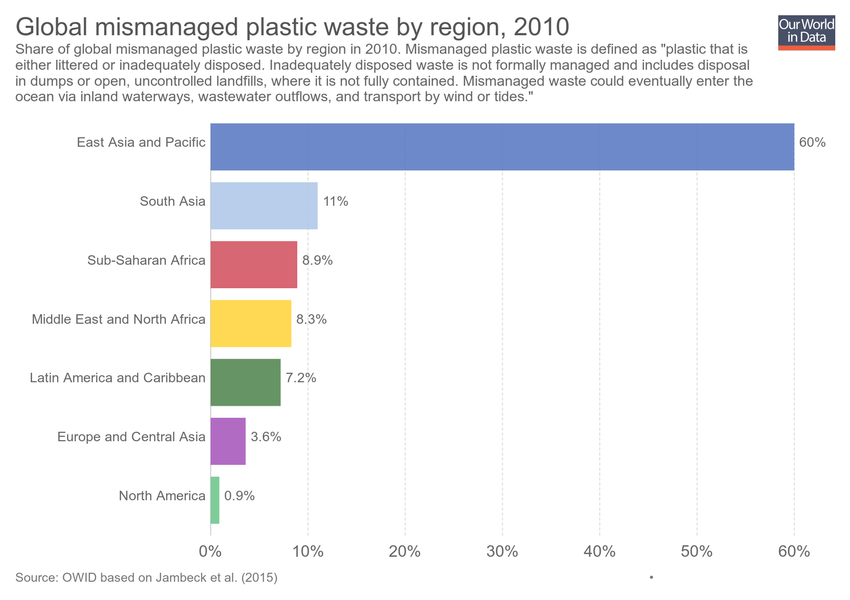 Global mismanaged plastic waste by region, 2010
Our World
in Data
Share of global mismanaged plastic waste by region in 2010. Mismanaged plastic waste is defined as "plastic that is
either littered or inadequately disposed. Inadequately disposed waste is not formally managed and includes disposal
in dumps or open, uncontrolled landfills, where it is not fully contained. Mismanaged waste could eventually enter the
ocean via inland waterways, wastewater outflows, and transport by wind or tides."
East Asia and Pacific 60%
South Asia 11%
Sub-Saharan Africa 8.9%
Middle East and North Africa 8.3%
Latin America and Caribbean 7.2%
Europe and Central Asia 3.6%
North America 0.9%
0% 10% 20% 30% 40% 50% 60%
Source: OWID based on Jambeck et al. (2015) •